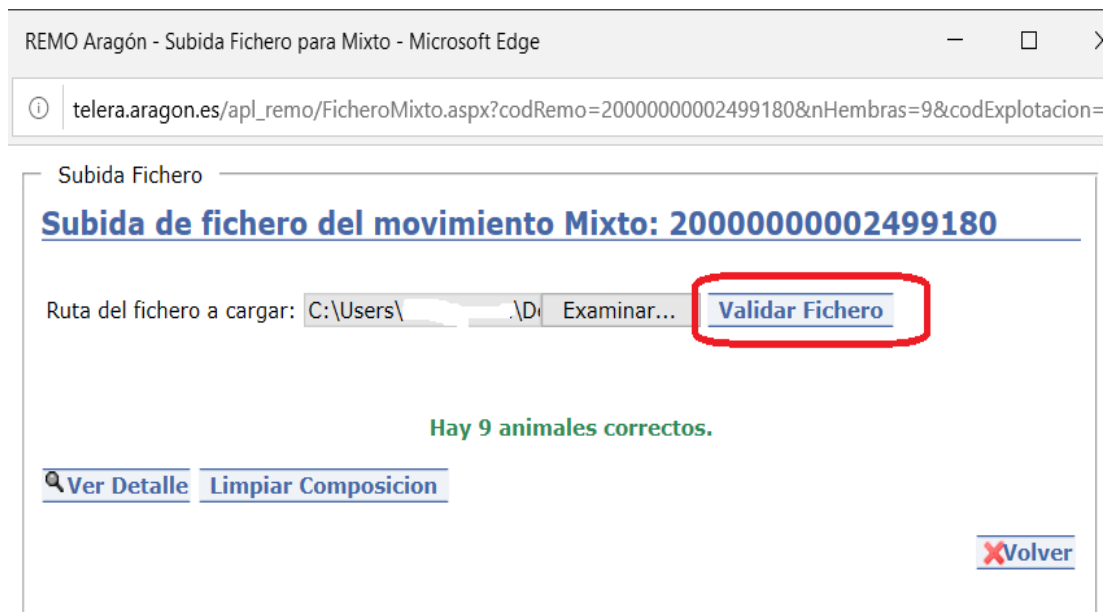 REMO Aragón - Subida Fichero para Mixto - Microsoft Edge
telera.aragon.es/apl_remo/FicheroMixto.aspx?codRemo=20000000002499180&nHembras=9&codExplotacion=
Subida Fichero
Subida de fichero del movimiento Mixto: 20000000002499180
Ruta del fichero a cargar: C:\Users\ .\D Examinar... Validar Fichero
Hay 9 animales correctos.
Ver Detalle Limpiar Composicion
Volver